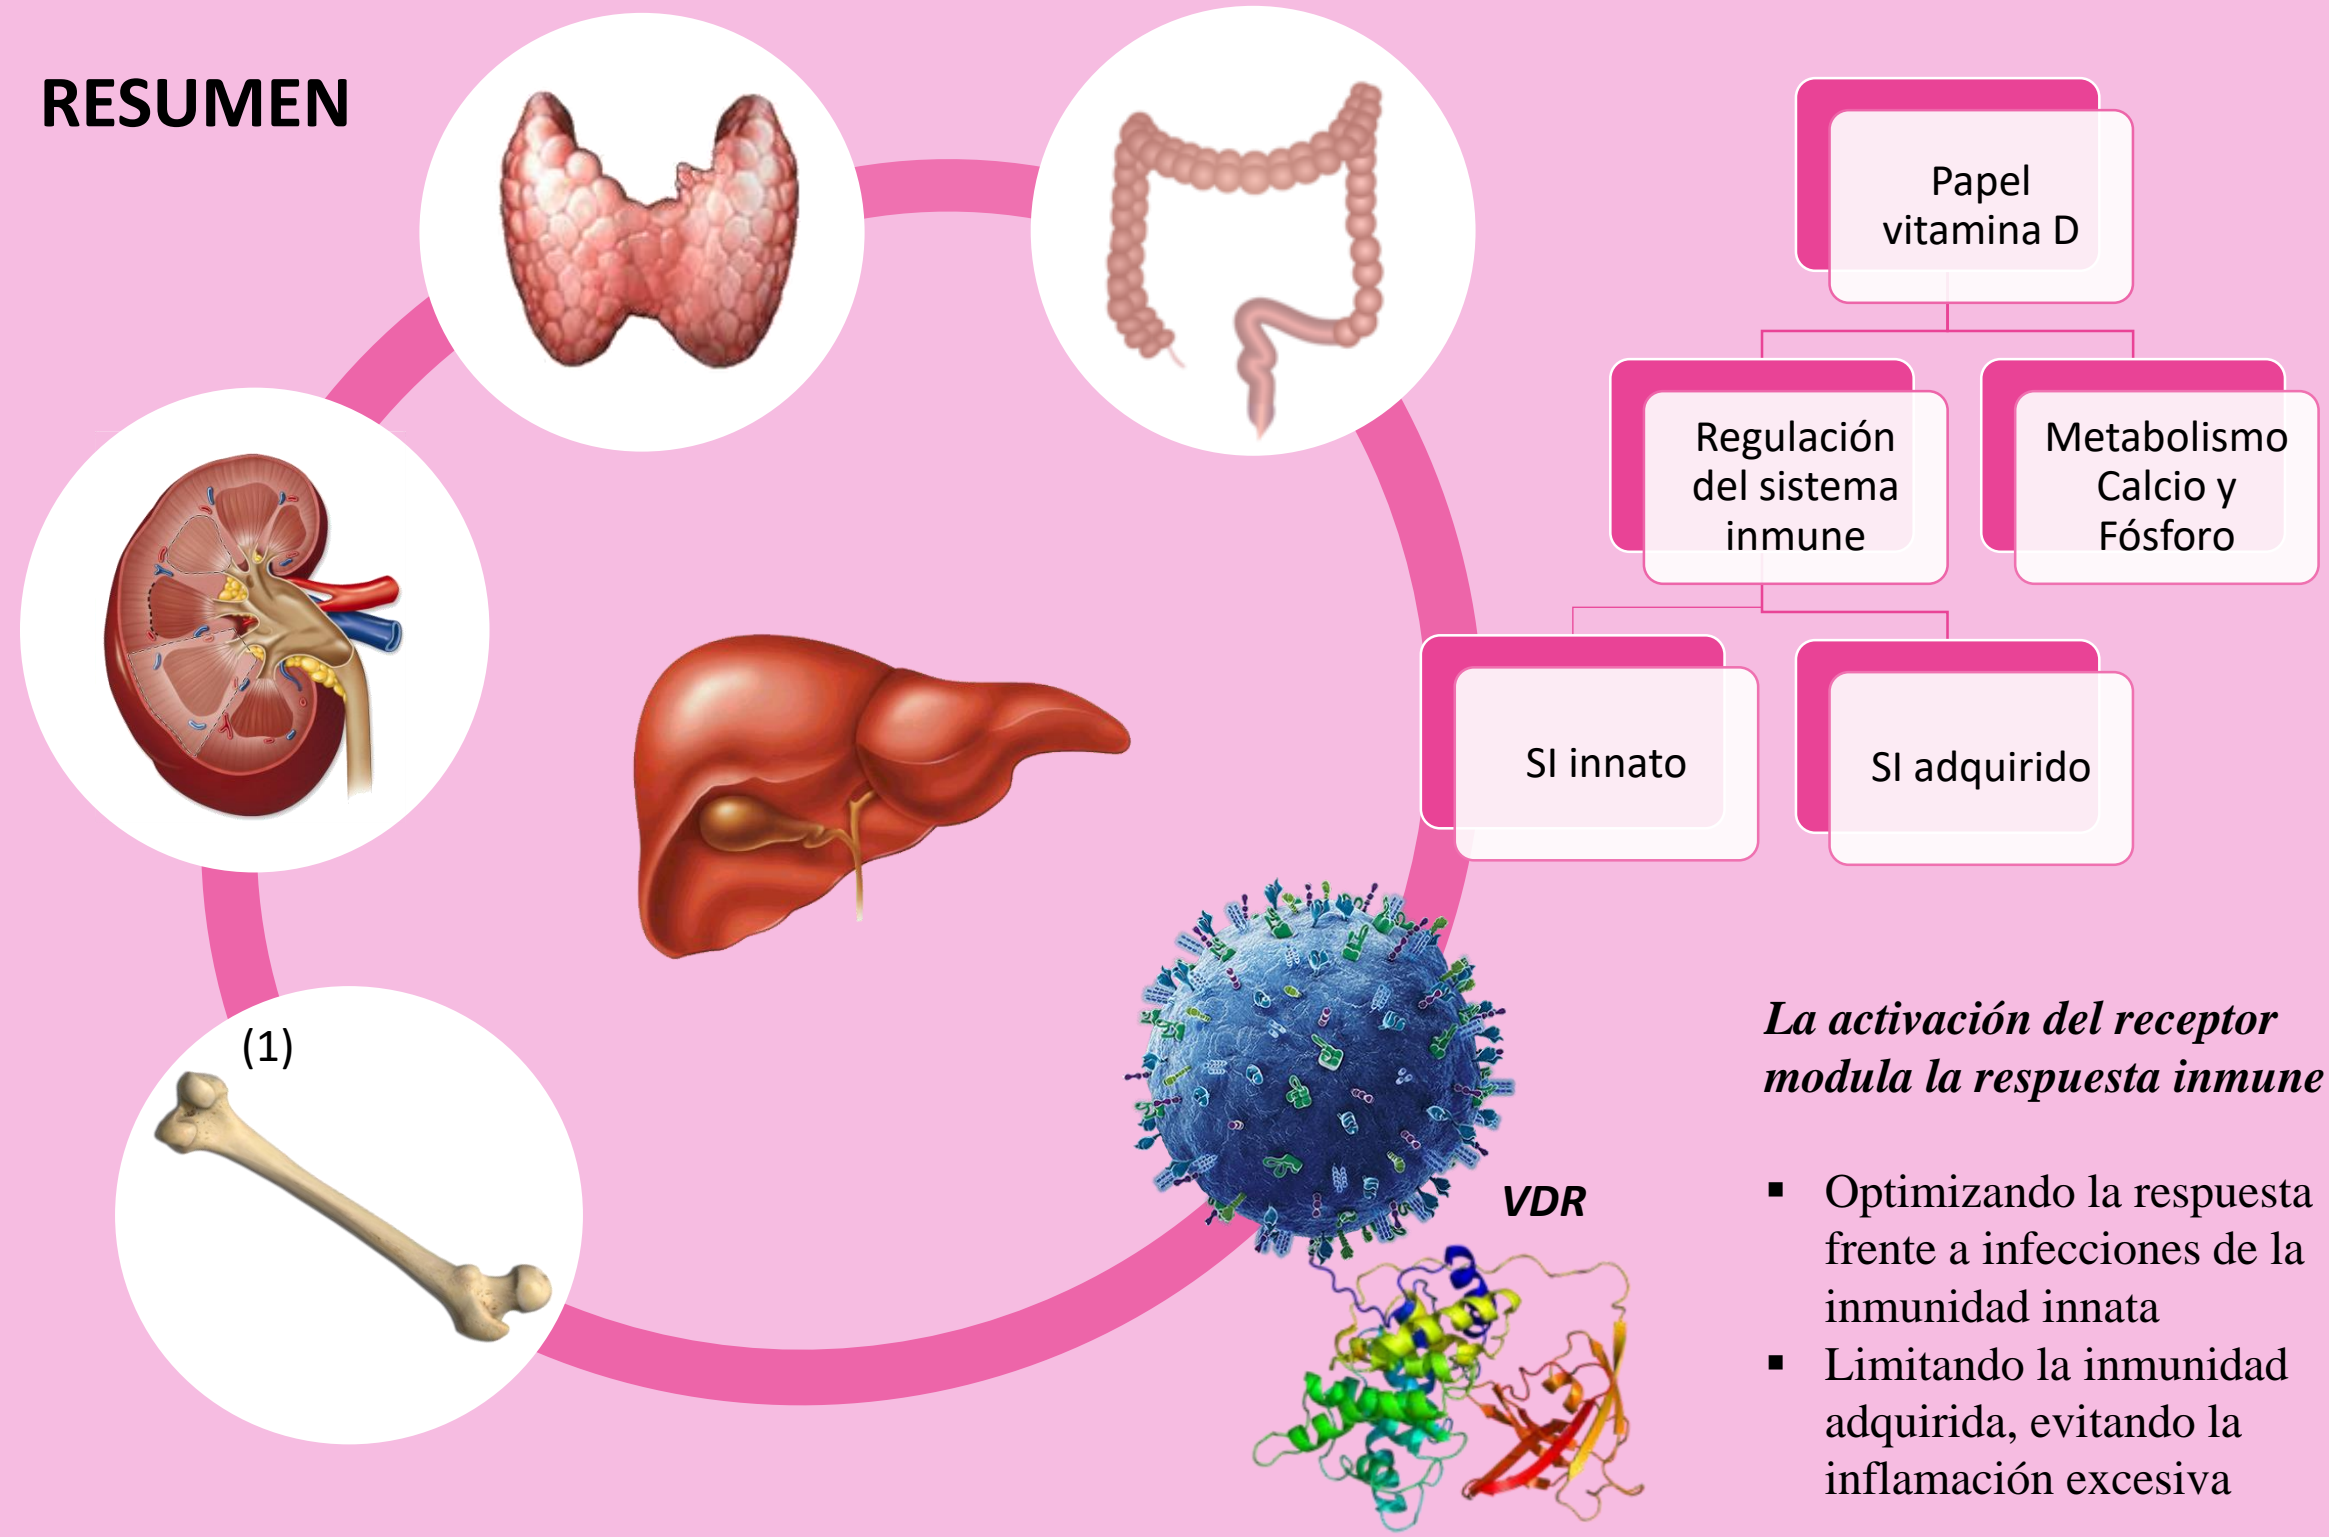 RESUMEN
Papel
vitamina D
Regulación
del sistema
inmune
Metabolismo
Calcio y
Fósforo
SI innato
SI adquirido
(1)
VDR
La activación del receptor
modula la respuesta inmune
▪ Optimizando la respuesta
frente a infecciones de la
inmunidad innata
▪ Limitando la inmunidad
adquirida, evitando la
inflamación excesiva